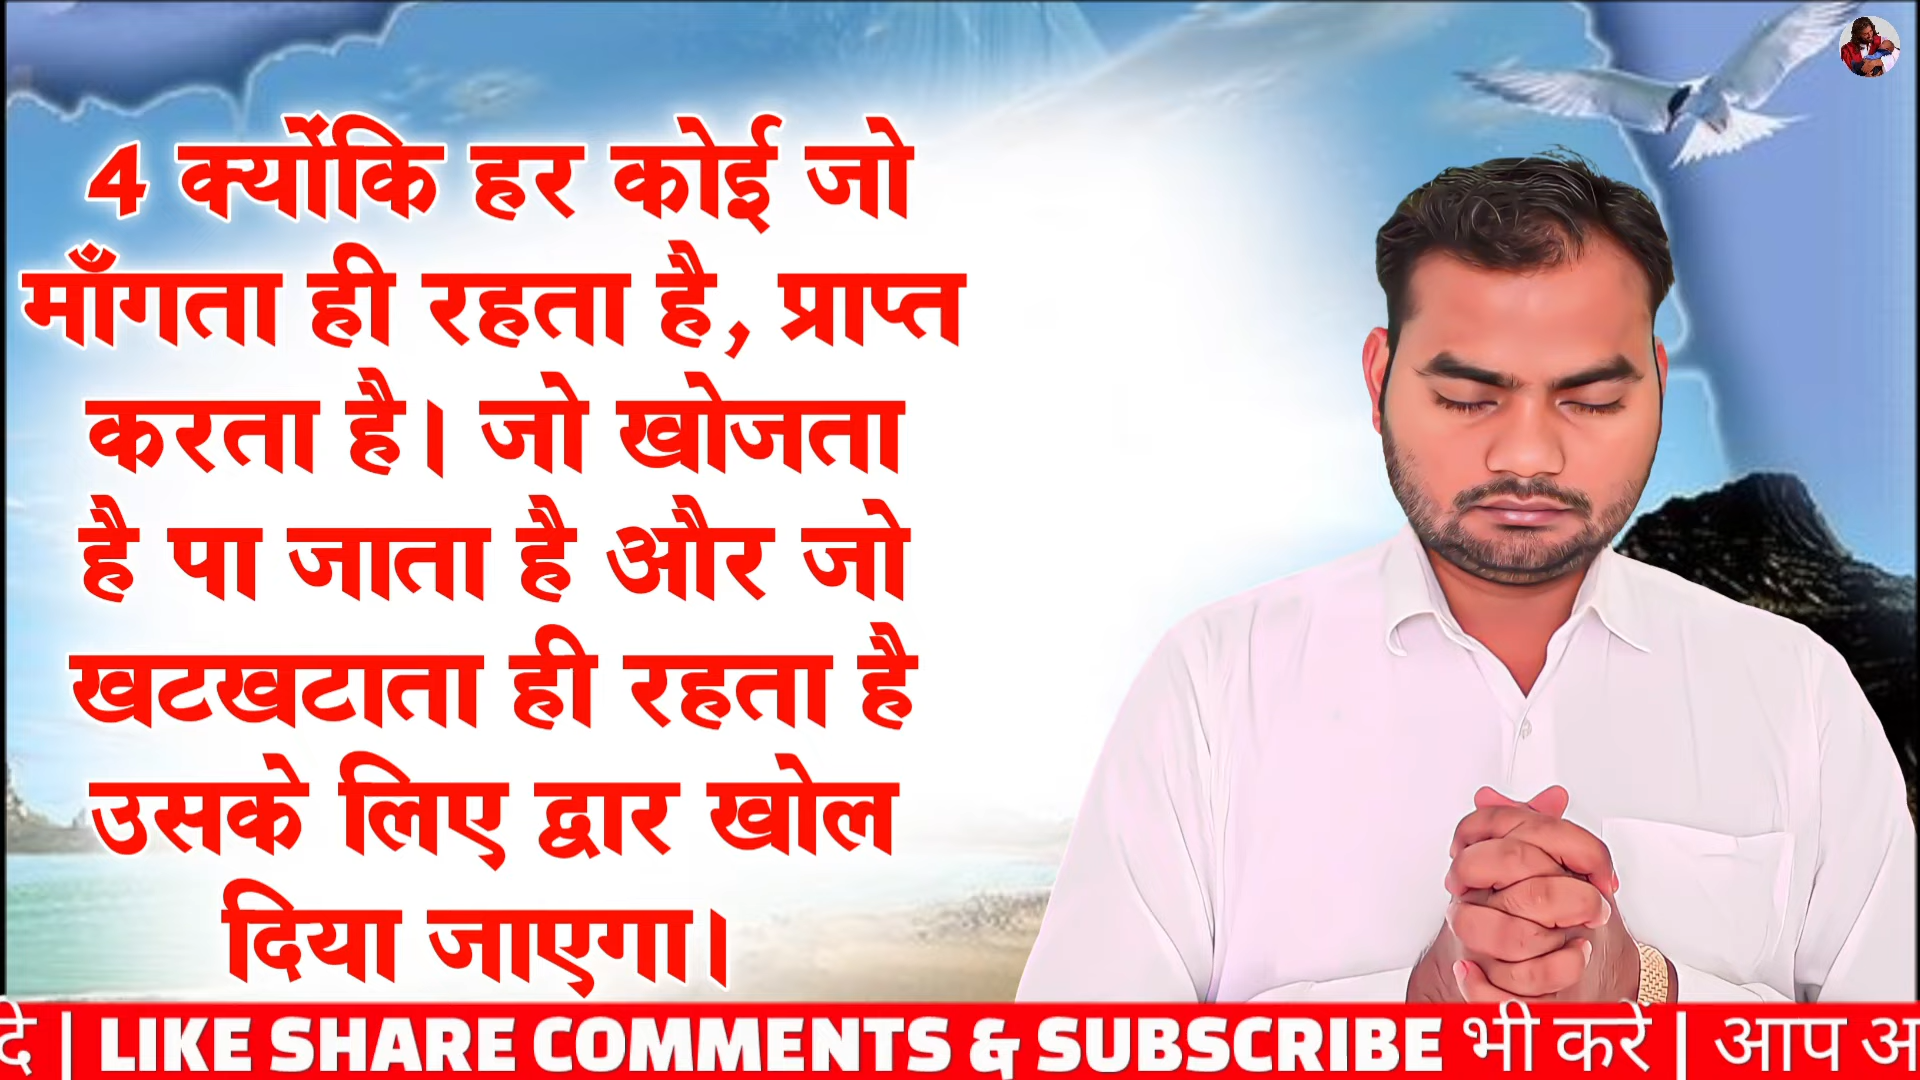 4 क्योंकि हर कोई जो
माँगता ही रहता है, प्राप्त
करता है। जो खोजता
है पा जाता है और जो
खटखटाता ही रहता है
उसके लिए द्वार खोल
दिया जाएगा।
दे | LIKE SHARE COMMENTS & SUBSCRIBE भी करें | आप अ